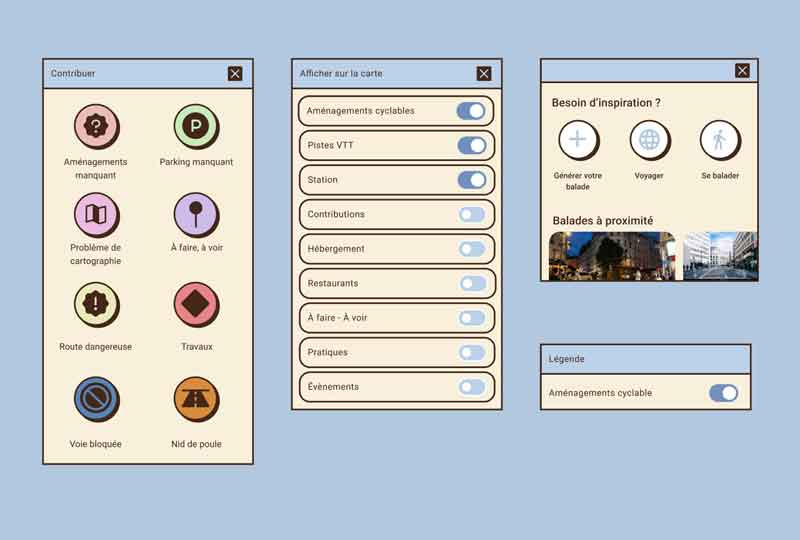 Contribuer
Aménagements
manquant
Parking manquant
Problème de
cartographie
À faire, à voir
Route dangereuse
Travaux
Voie bloquée
Nid de poule
Afficher sur la carte
Aménagements cyclables
Pistes VTT
Station
Contributions
Hébergement
Restaurants
À faire - À voir
Pratiques
Évènements
Besoin d'inspiration ?
Générer votre
balade
Voyager
Se balader
Balades à proximité
Légende
Aménagements cyclable